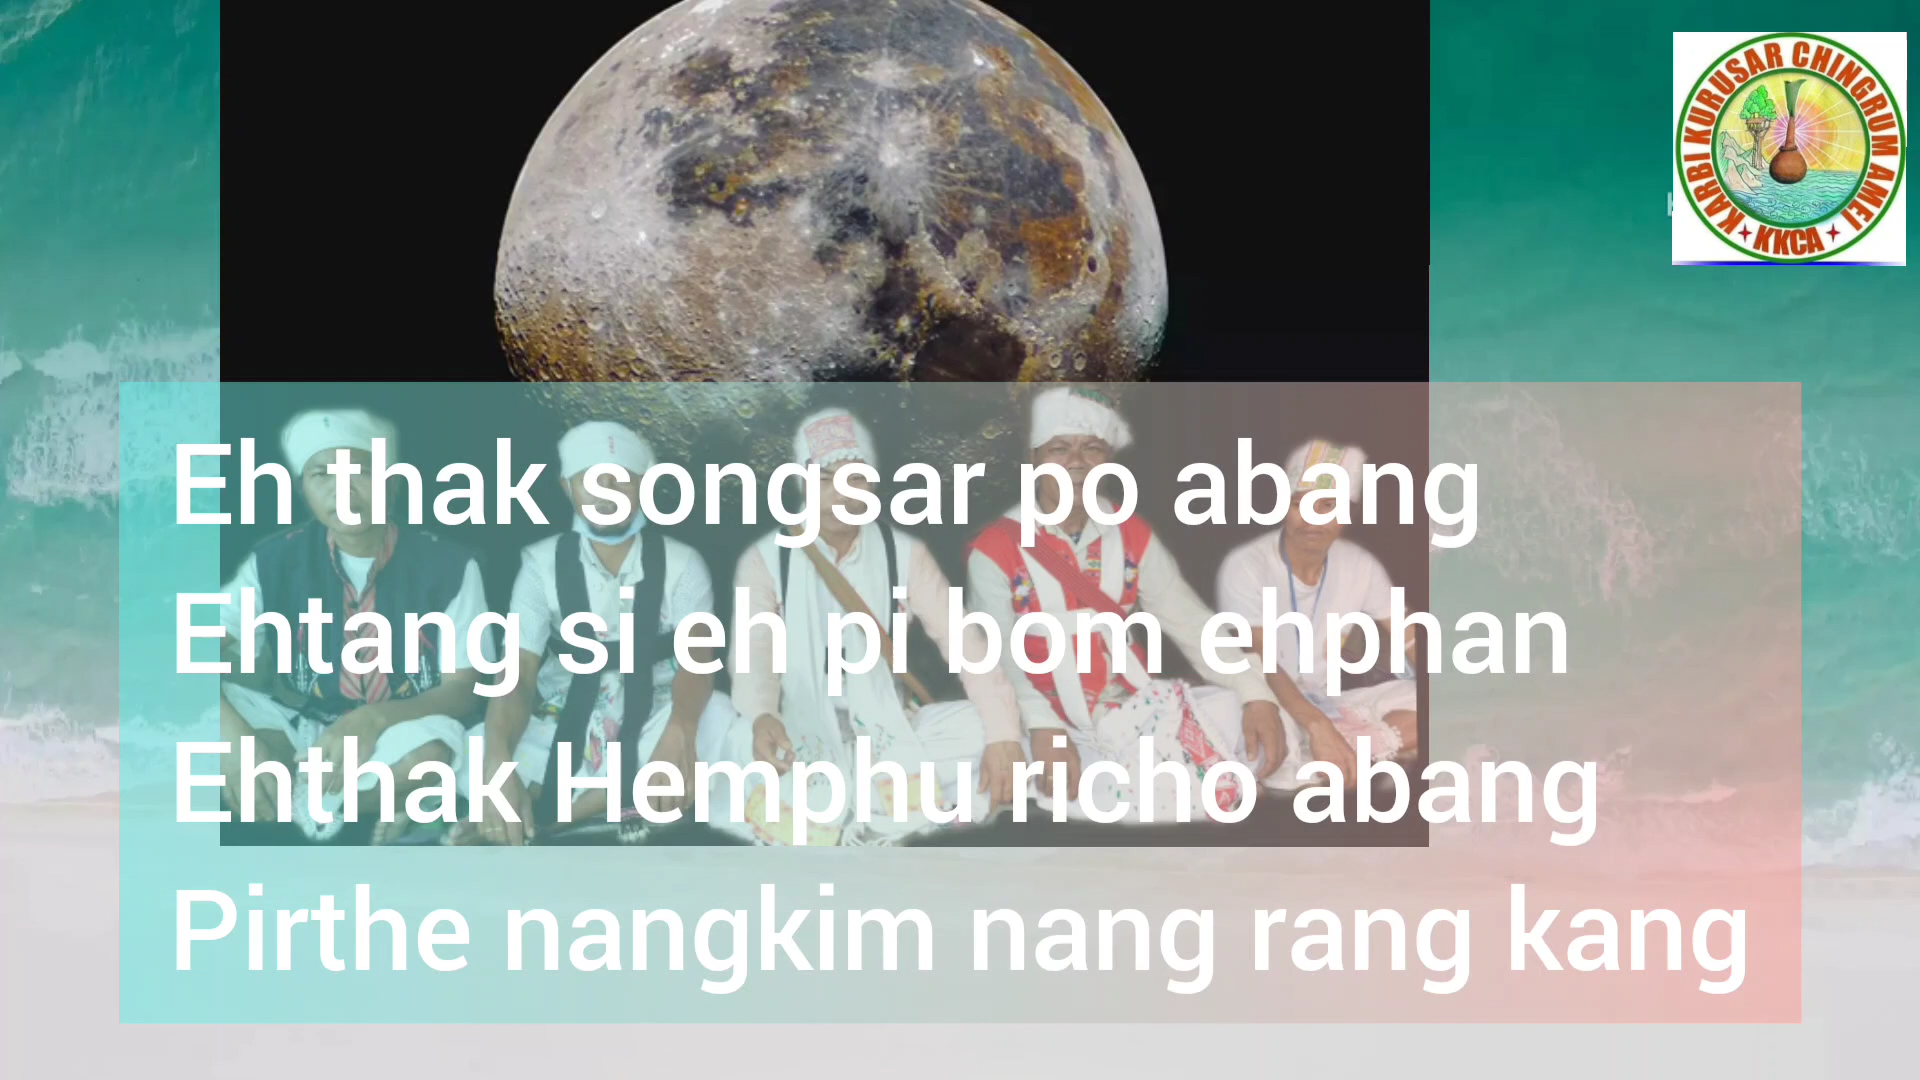 KARBI KURUSAR CHINGRUM AMEI
KKCA
Eh thak songsar po abang
Ehtang si eh pi bom ehphan
Ehthak Hemphu richo abang
Pirthe nangkim nang rang kang